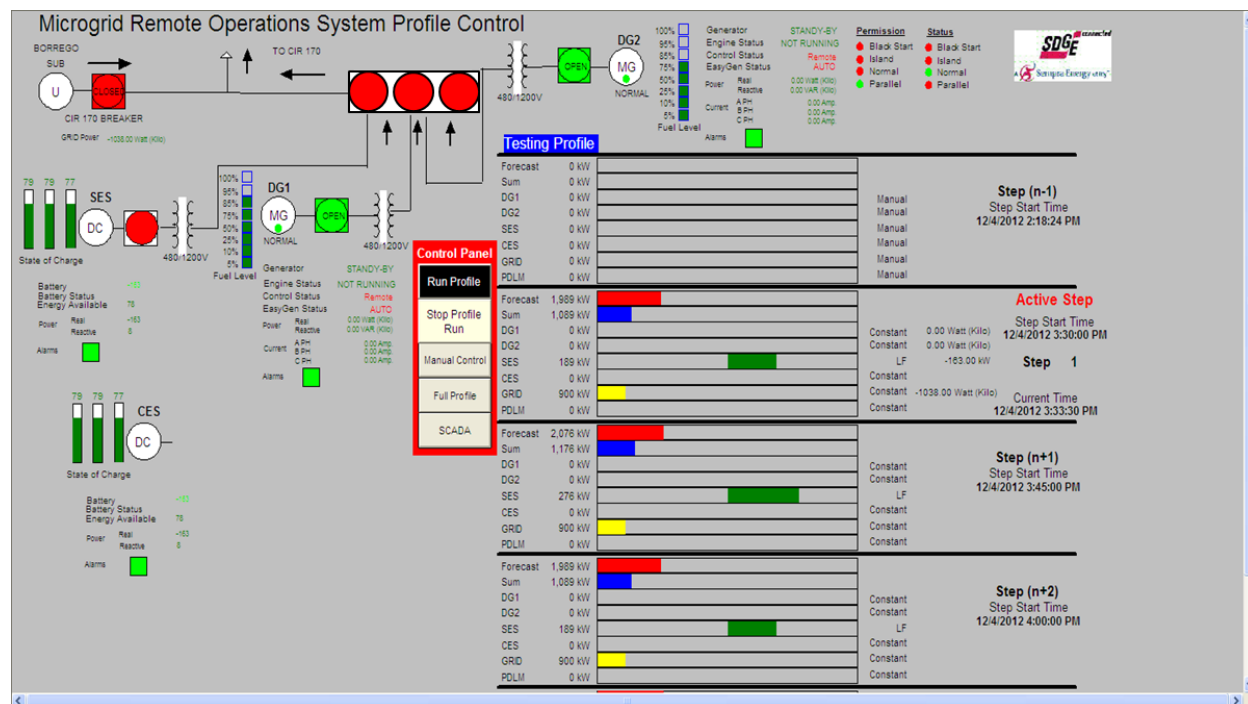 Microgrid Remote Operations System Profile Control
BORREGO
SUB
U
CLOSED
CIR 170 BREAKER
GRID Power -1038.00 Watt (Kilo)
TO CIR 170
480/1200V
OPEN
DG2
MG
NORMAL
100%
95%
85%
75%
50%
25%
10%
5%
Fuel Level
Generator STANDY-BY
Engine Status NOT RUNNING
Control Status Remote
EasyGen Status AUTO
Power Real 0.00 Watt (Kilo)
Reactive 0.00 VAR (Kilo)
Current A PH 0.00 Amp.
B PH 0.00 Amp.
C PH 0.00 Amp.
Alarms
Permission Status
Black Start Black Start
Island Island
Normal Normal
Parallel Parallel
SDGE connected
A Sempra Energy utility
79 79 77
SES
DC
State of Charge
480/1200V
100%
95%
85%
75%
50%
25%
10%
5%
Fuel Level
DG1
MG
NORMAL
OPEN
480/1200V
Battery -163
Battery Status
Energy Available 78
Power Real -163
Reactive 8
Alarms
Generator STANDY-BY
Engine Status NOT RUNNING
Control Status Remote
EasyGen Status AUTO
Power Real 0.00 Watt (Kilo)
Reactive 0.00 VAR (Kilo)
Current A PH 0.00 Amp.
B PH 0.00 Amp.
C PH 0.00 Amp.
Alarms
79 79 77
CES
DC
State of Charge
Battery -163
Battery Status
Energy Available 78
Power Real -163
Reactive 8
Alarms
Control Panel
Run Profile
Stop Profile
Run
Manual Control
Full Profile
SCADA
Testing Profile
Forecast 0 kW
Sum 0 kW
DG1 0 kW Manual
DG2 0 kW Manual
SES 0 kW Manual
CES 0 kW Manual
GRID 0 kW Manual
PDLM 0 kW Manual
Step (n-1)
Step Start Time
12/4/2012 2:18:24 PM
Forecast 1,989 kW
Sum 1,089 kW
DG1 0 kW Constant 0.00 Watt (Kilo)
DG2 0 kW Constant 0.00 Watt (Kilo)
SES 189 kW LF -163.00 kW
CES 0 kW Constant
GRID 900 kW Constant -1038.00 Watt (Kilo)
PDLM 0 kW Constant
Active Step
Step Start Time
12/4/2012 3:30:00 PM
Step 1
Current Time
12/4/2012 3:33:30 PM
Forecast 2,076 kW
Sum 1,176 kW
DG1 0 kW Constant
DG2 0 kW Constant
SES 276 kW LF
CES 0 kW Constant
GRID 900 kW Constant
PDLM 0 kW Constant
Step (n+1)
Step Start Time
12/4/2012 3:45:00 PM
Forecast 1,989 kW
Sum 1,089 kW
DG1 0 kW Constant
DG2 0 kW Constant
SES 189 kW LF
CES 0 kW Constant
GRID 900 kW Constant
PDLM 0 kW Constant
Step (n+2)
Step Start Time
12/4/2012 4:00:00 PM